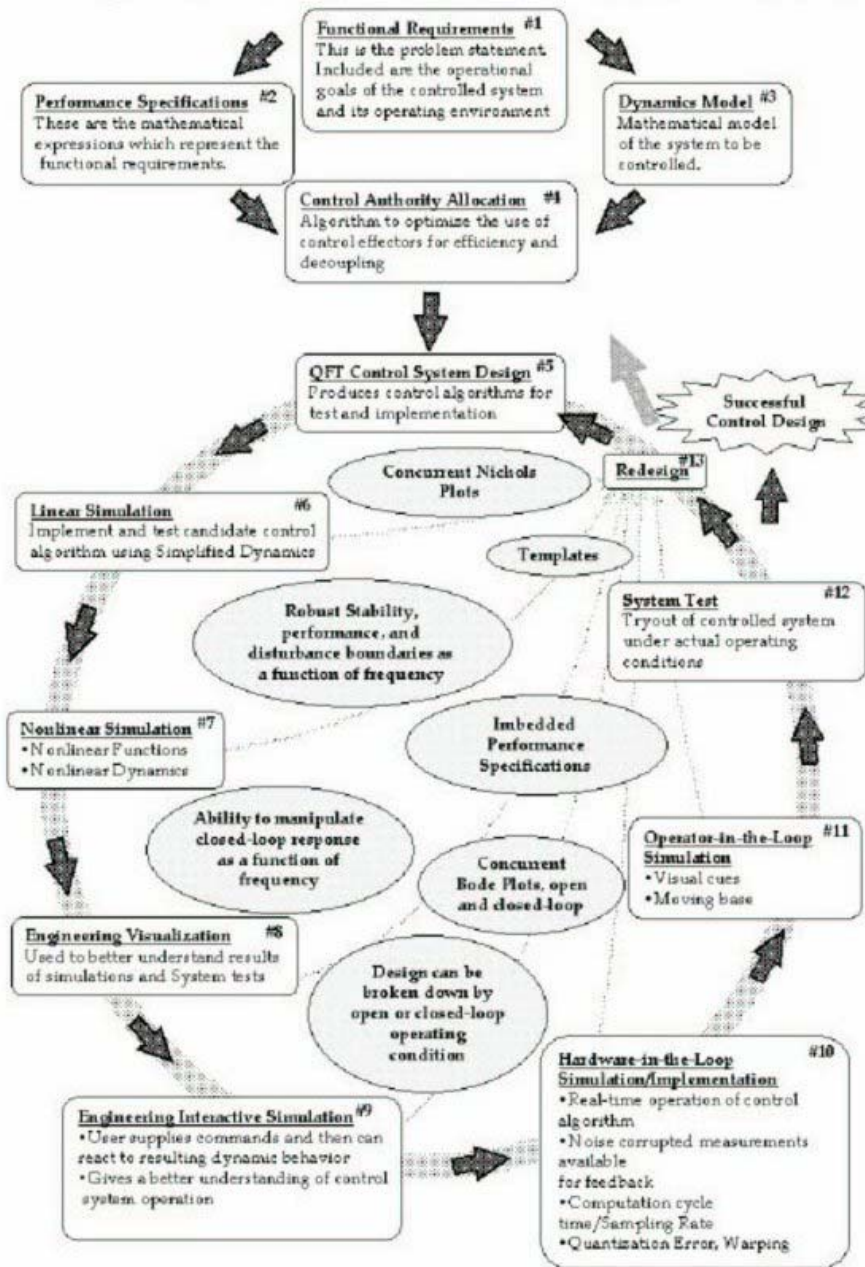 Functional Requirements #1
This is the problem statement.
Included are the operational
goals of the controlled system
and its operating environment
Performance Specifications #2
These are the mathematical
expressions which represent the
functional requirements.
Dynamics Model #3
Mathematical model
of the system to be
controlled.
Control Authority Allocation #4
Algorithm to optimize the use of
control effectors for efficiency and
decoupling
QFT Control System Design #5
Produces control algorithms for
test and implementation
Successful
Control Design
Redesign #13
Concurrent Nichols
Plots
Linear Simulation #6
Implement and test candidate control
algorithm using Simplified Dynamics
Templates
System Test #12
Tryout of controlled system
under actual operating
conditions
Robust Stability,
performance, and
disturbance boundaries as
a function of frequency
Nonlinear Simulation #7
•Nonlinear Functions
•Nonlinear Dynamics
Imbedded
Performance
Specifications
Ability to manipulate
closed-loop response
as a function of
frequency
Operator-in-the-Loop #11
Simulation
•Visual cues
•Moving base
Concurrent
Bode Plots, open
and closed-loop
Engineering Visualization #8
Used to better understand results
of simulations and System tests
Design can be
broken down by
open or closed-loop
operating
condition
Engineering Interactive Simulation #9
•User supplies commands and then can
react to resulting dynamic behavior
•Gives a better understanding of control
system operation
Hardware-in-the-Loop #10
Simulation/Implementation
•Real-time operation of control
algorithm
•Noise corrupted measurements
available
for feedback
•Computation cycle
time/Sampling Rate
•Quantization Error, Warping